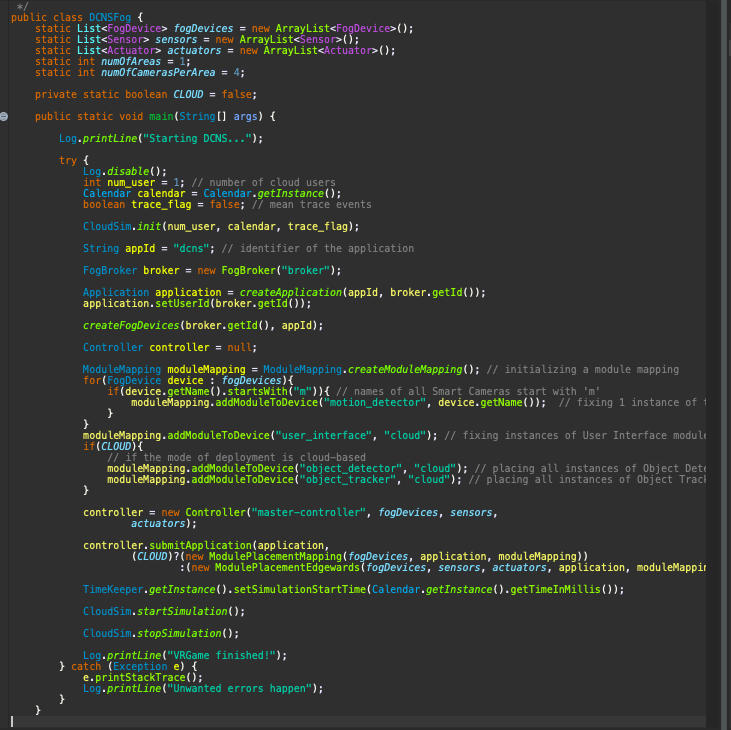 */
public class DCNSFog {
static List<FogDevice> fogDevices = new ArrayList<FogDevice>();
static List<Sensor> sensors = new ArrayList<Sensor>();
static List<Actuator> actuators = new ArrayList<Actuator>();
static int numOfAreas = 1;
static int numOfCamerasPerArea = 4;
private static boolean CLOUD = false;
public static void main(String[] args) {
Log.printLine("Starting DCNS...");
try {
Log.disable();
int num_user = 1; // number of cloud users
Calendar calendar = Calendar.getInstance();
boolean trace_flag = false; // mean trace events
CloudSim.init(num_user, calendar, trace_flag);
String appId = "dcns"; // identifier of the application
FogBroker broker = new FogBroker("broker");
Application application = createApplication(appId, broker.getId());
application.setUserId(broker.getId());
createFogDevices(broker.getId(), appId);
Controller controller = null;
ModuleMapping moduleMapping = ModuleMapping.createModuleMapping(); // initializing a module mapping
for(FogDevice device : fogDevices){
if(device.getName().startsWith("m")){ // names of all Smart Cameras start with 'm'
moduleMapping.addModuleToDevice("motion_detector", device.getName());  // fixing 1 instance of
}
}
moduleMapping.addModuleToDevice("user_interface", "cloud"); // fixing instances of User Interface module
if(CLOUD){
// if the mode of deployment is cloud-based
moduleMapping.addModuleToDevice("object_detector", "cloud"); // placing all instances of Object Dete
moduleMapping.addModuleToDevice("object_tracker", "cloud"); // placing all instances of Object Track
}
controller = new Controller("master-controller", fogDevices, sensors,
actuators);
controller.submitApplication(application,
(CLOUD)?(new ModulePlacementMapping(fogDevices, application, moduleMapping))
:(new ModulePlacementEdgewards(fogDevices, sensors, actuators, application, moduleMappin
TimeKeeper.getInstance().setSimulationStartTime(Calendar.getInstance().getTimeInMillis());
CloudSim.startSimulation();
CloudSim.stopSimulation();
Log.printLine("VRGame finished!");
} catch (Exception e) {
e.printStackTrace();
Log.printLine("Unwanted errors happen");
}
}